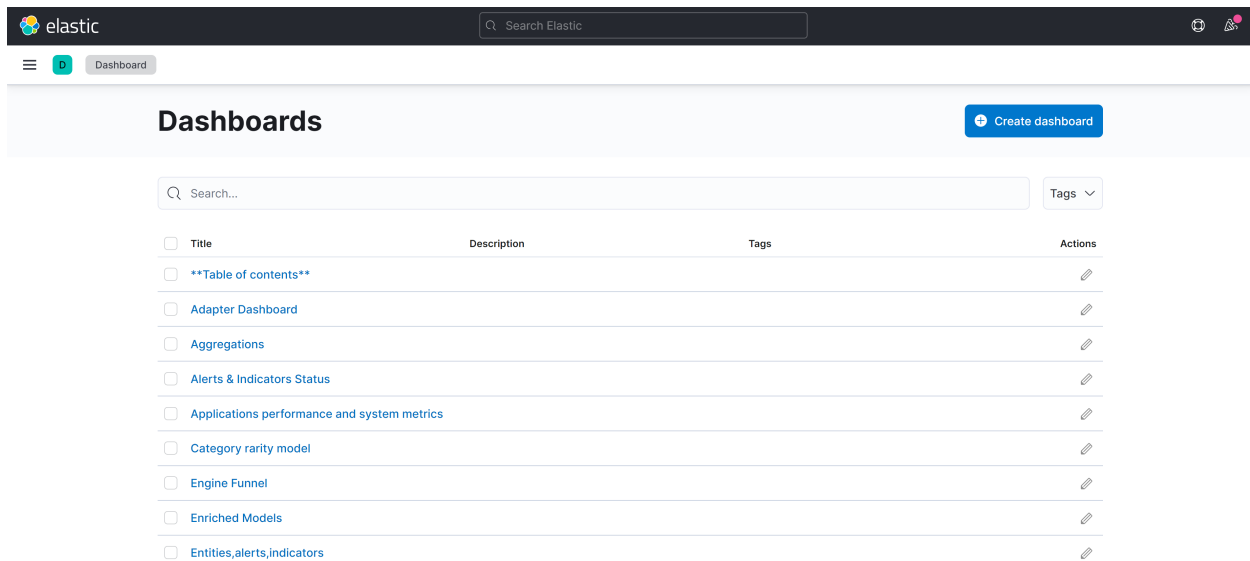 elastic
Search Elastic
D
Dashboard
Dashboards
Create dashboard
Search...
Tags
Title Description Tags Actions
**Table of contents**
Adapter Dashboard
Aggregations
Alerts & Indicators Status
Applications performance and system metrics
Category rarity model
Engine Funnel
Enriched Models
Entities,alerts,indicators